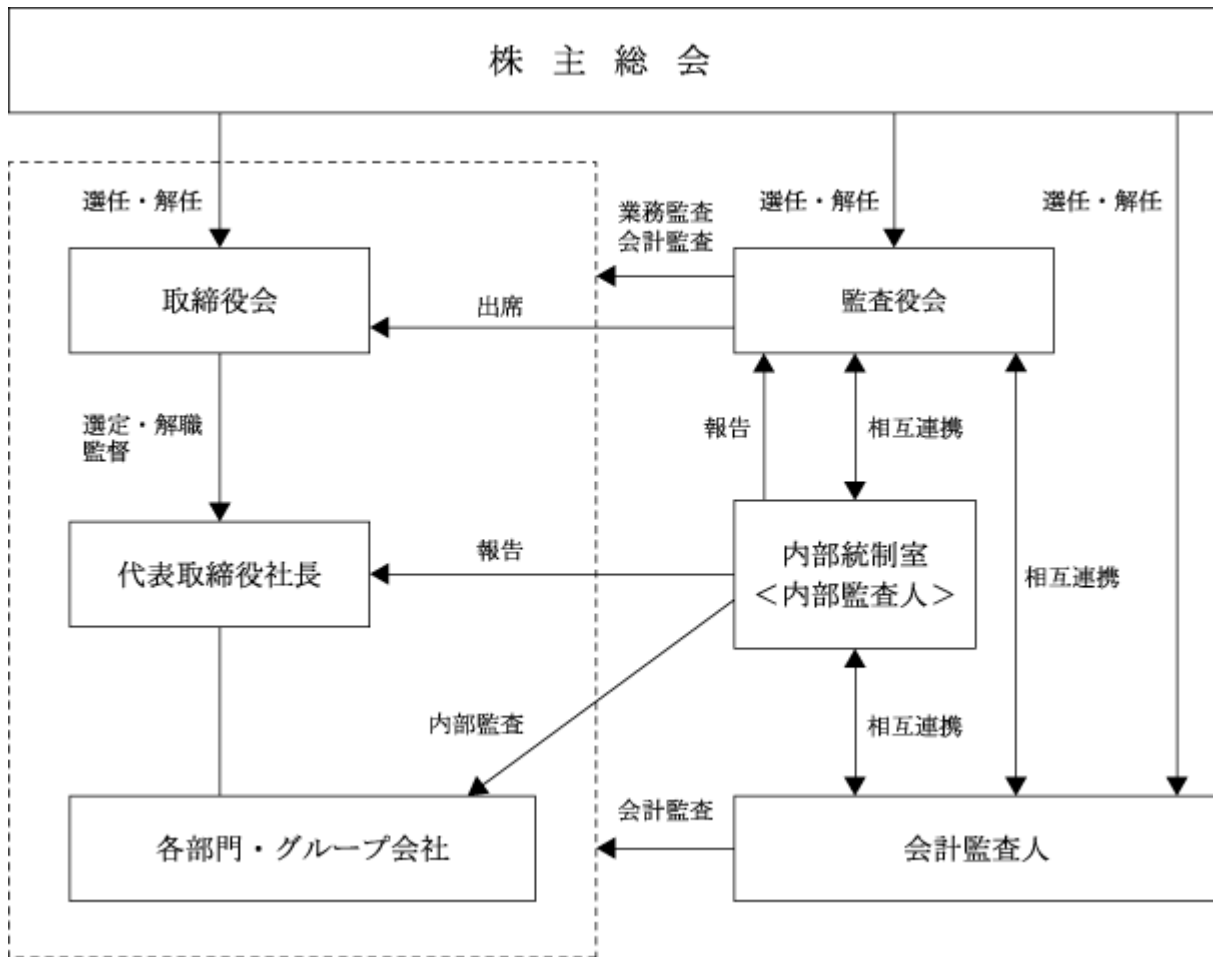 株主総会
選任・解任
選任・解任
選任・解任
業務監査
会計監査
取締役会
出席
監査役会
選定・解職
監督
報告
相互連携
代表取締役社長
報告
内部統制室
＜内部監査人＞
相互連携
内部監査
相互連携
各部門・グループ会社
会計監査
会計監査人